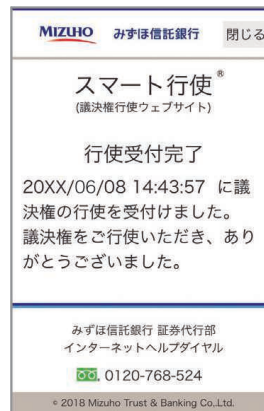 MIZUHO みずほ信託銀行 閉じる
スマート行使®
(議決権行使ウェブサイト)
行使受付完了
20XX/06/08 14:43:57 に議
決権の行使を受付けました。
議決権をご行使いただき、あり
がとうございました。
みずほ信託銀行 証券代行部
インターネットヘルプダイヤル
0120-768-524
© 2018 Mizuho Trust & Banking Co.,Ltd.